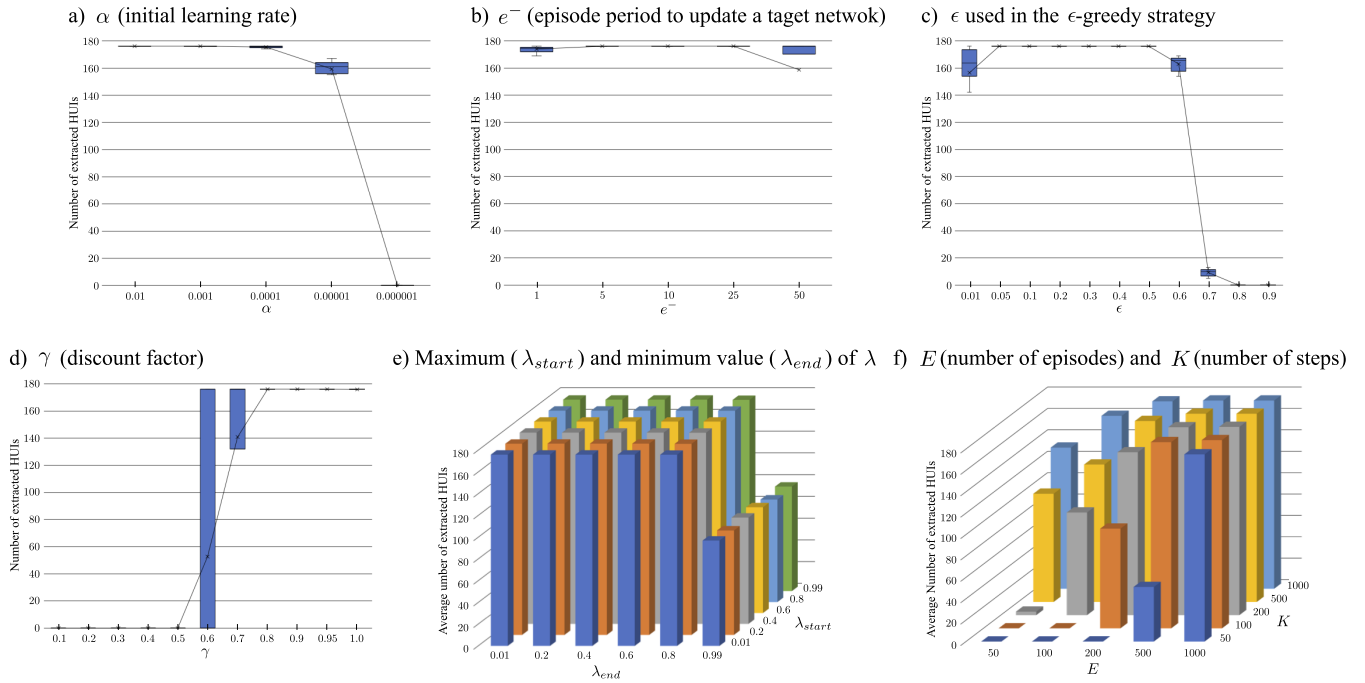 a) α (initial learning rate)
180
160
140
120
100
80
60
40
20
0
Number of extracted HUIs
0.01 0.001 0.0001 0.00001 0.000001
α
b) e⁻ (episode period to update a taget netwok)
180
160
140
120
100
80
60
40
20
0
Number of extracted HUIs
1 5 10 25 50
e⁻
c) ϵ used in the ϵ-greedy strategy
180
160
140
120
100
80
60
40
20
0
Number of extracted HUIs
0.01 0.05 0.1 0.2 0.3 0.4 0.5 0.6 0.7 0.8 0.9
ϵ
d) γ (discount factor)
180
160
140
120
100
80
60
40
20
0
Number of extracted HUIs
0.1 0.2 0.3 0.4 0.5 0.6 0.7 0.8 0.9 0.95 1.0
γ
e) Maximum (λ_start) and minimum value (λ_end) of λ
180
160
140
120
100
80
60
40
20
0
Average umber of extracted HUIs
0.01 0.2 0.4 0.6 0.8 0.99
λ_end
0.99
0.8
0.6
0.4
0.2
0.01
λ_start
f) E (number of episodes) and K (number of steps)
180
160
140
120
100
80
60
40
20
0
Average Number of extracted HUIs
50 100 200 500 1000
E
1000
500
200
100
50
K